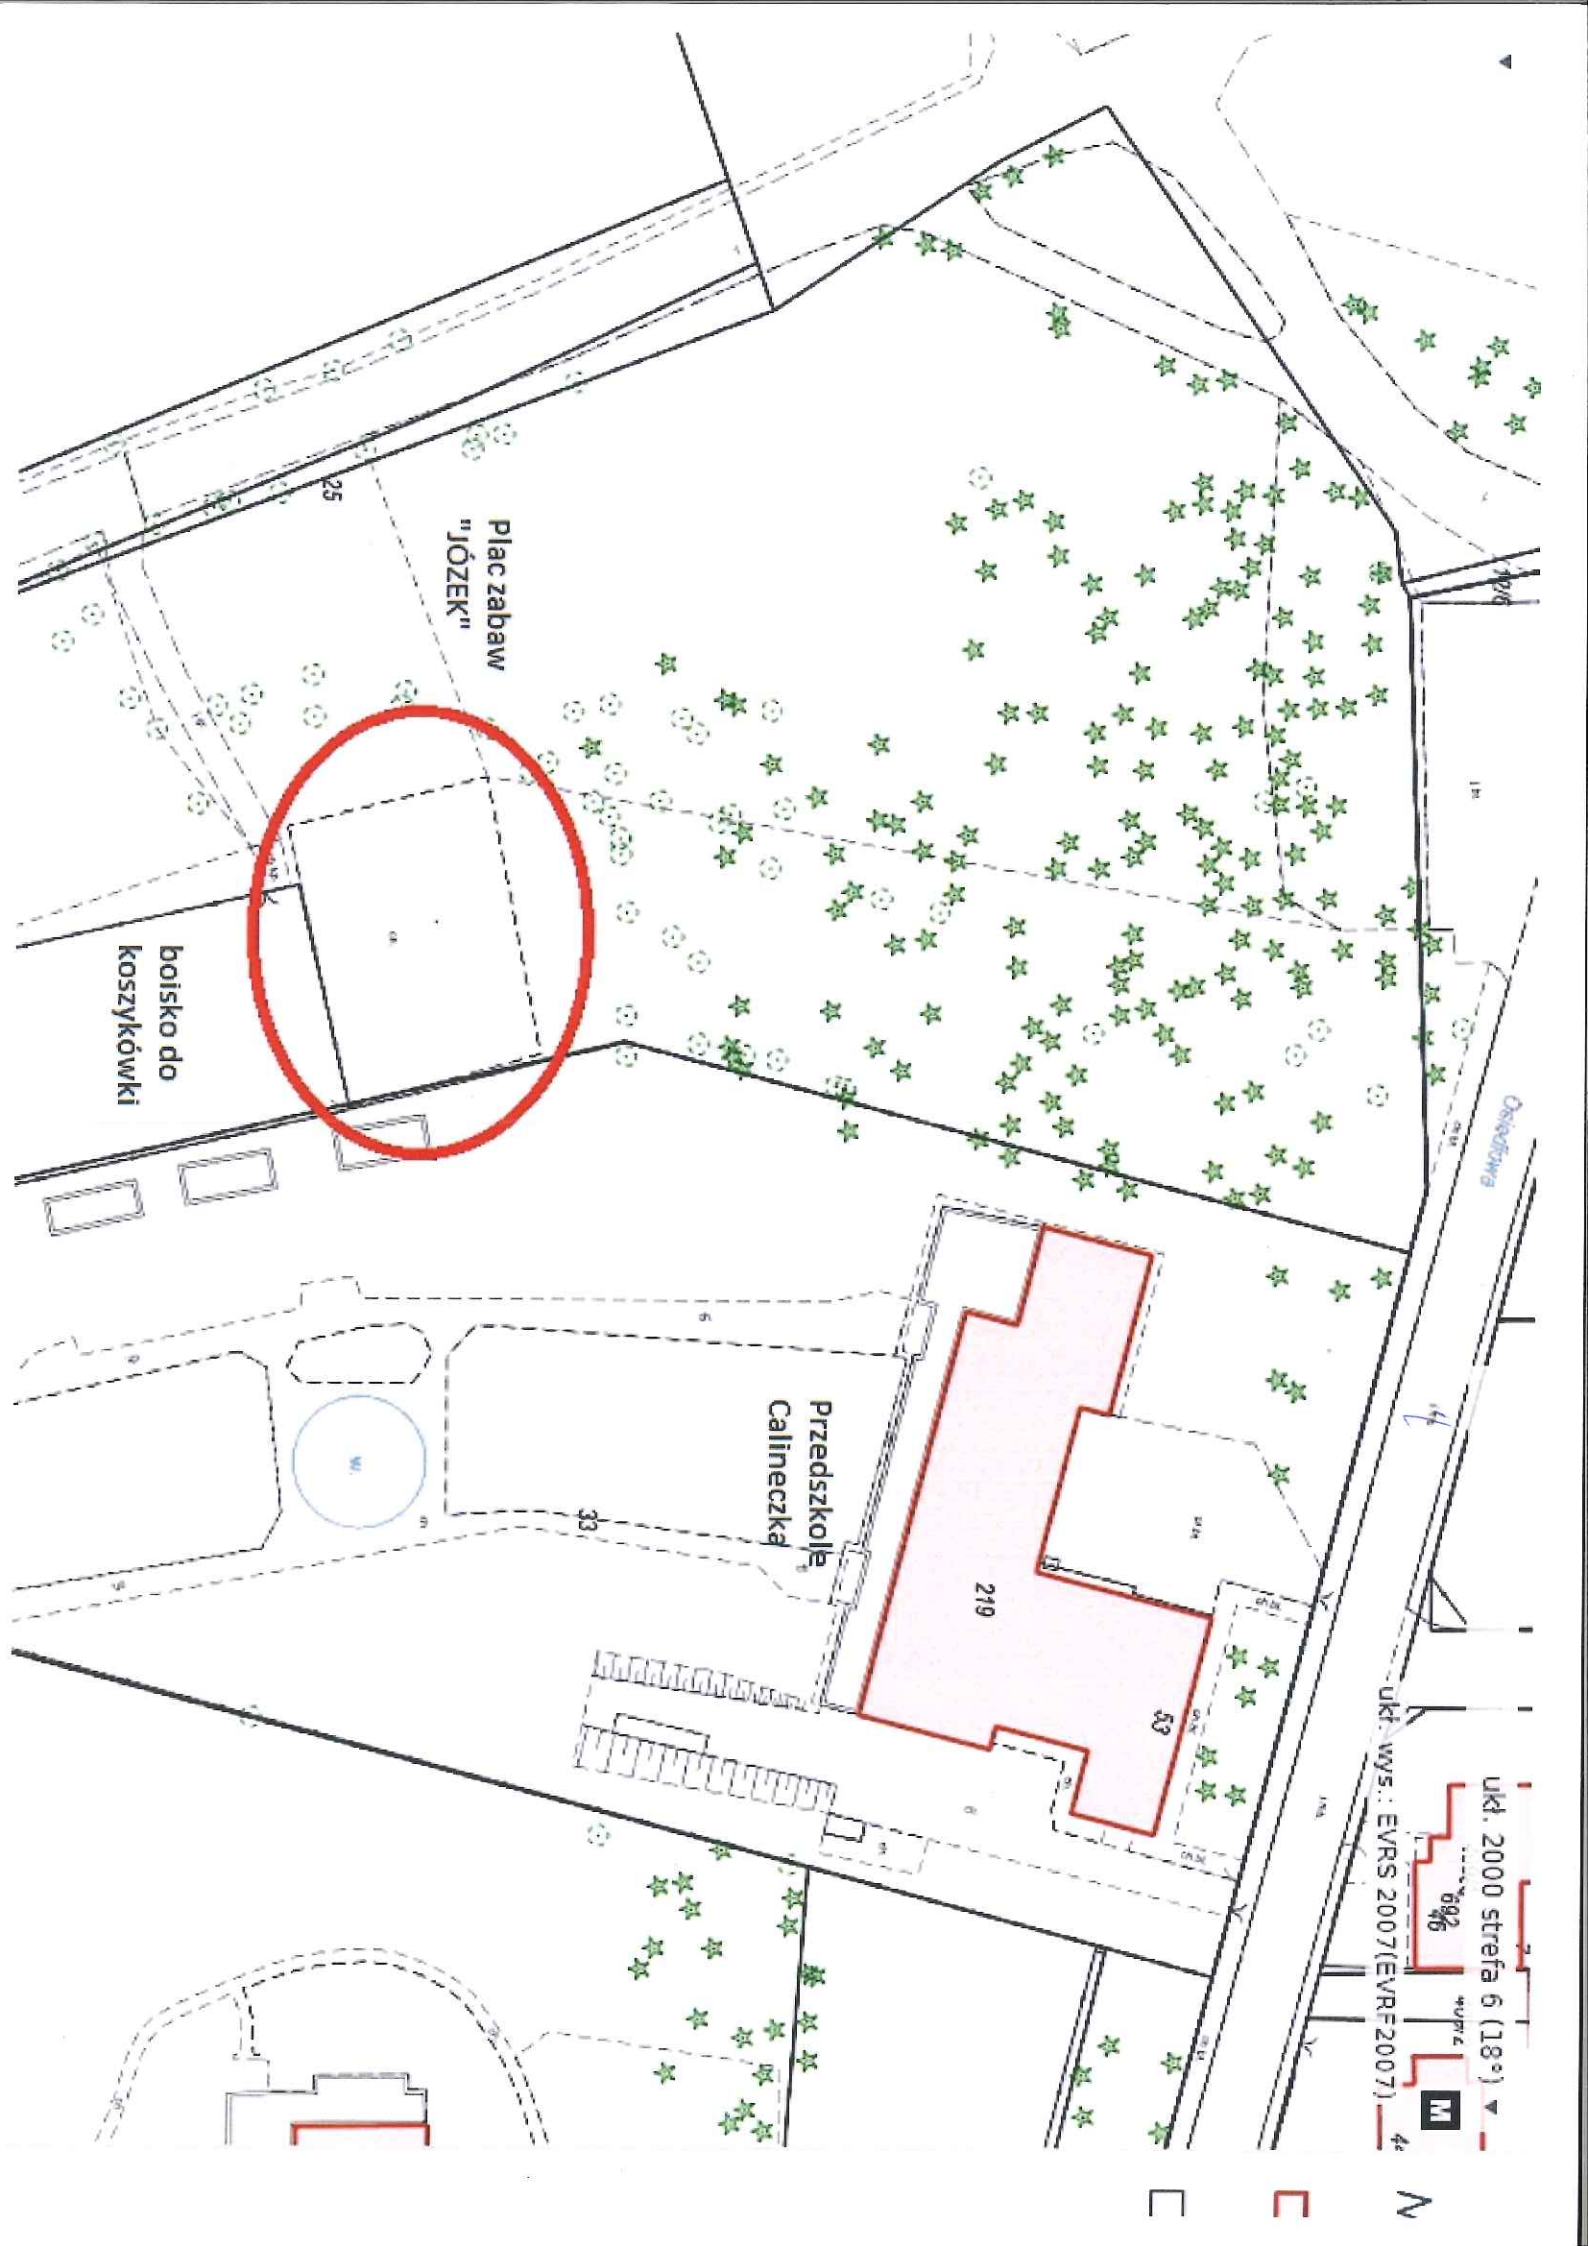 ukł. 2000 strefa 6 (18°)
ukł. wys.: EVRS 2007(EVRF2007)
M
692
Osiedlowa
25
Plac zabaw
"JÓZEK"
boisko do
koszykówki
Przedszkole
Calineczka
219
53
33
w.